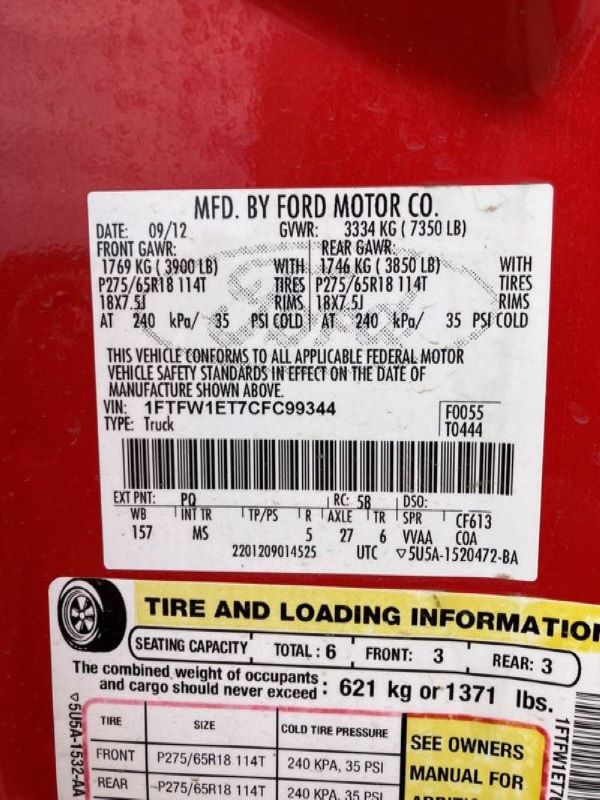 MFD. BY FORD MOTOR CO.
DATE: 09/12 GVWR: 3334 KG ( 7350 LB)
FRONT GAWR: REAR GAWR:
1769 KG ( 3900 LB) WITH 1746 KG ( 3850 LB) WITH
P275/65R18 114T TIRES P275/65R18 114T TIRES
18X7.5J RIMS 18X7.5J RIMS
AT 240 kPa/ 35 PSI COLD AT 240 kPa/ 35 PSI COLD
Ford
THIS VEHICLE CONFORMS TO ALL APPLICABLE FEDERAL MOTOR
VEHICLE SAFETY STANDARDS IN EFFECT ON THE DATE OF
MANUFACTURE SHOWN ABOVE.
VIN: 1FTFW1ET7CFC99344 F0055
TYPE: Truck T0444
EXT PNT: PQ RC: 58 DSO:
WB INT TR TP/PS R AXLE TR SPR CF613
157 MS 5 27 6 VVAA COA
2201209014525 UTC ▽5U5A-1520472-BA
TIRE AND LOADING INFORMATION
SEATING CAPACITY TOTAL : 6 FRONT: 3 REAR: 3
The combined weight of occupants
and cargo should never exceed : 621 kg or 1371 lbs.
TIRE SIZE COLD TIRE PRESSURE SEE OWNERS
FRONT P275/65R18 114T 240 KPA, 35 PSI MANUAL FOR
REAR P275/65R18 114T 240 KPA, 35 PSI
▽5U5A-1532-AA
1FTFW1ET7